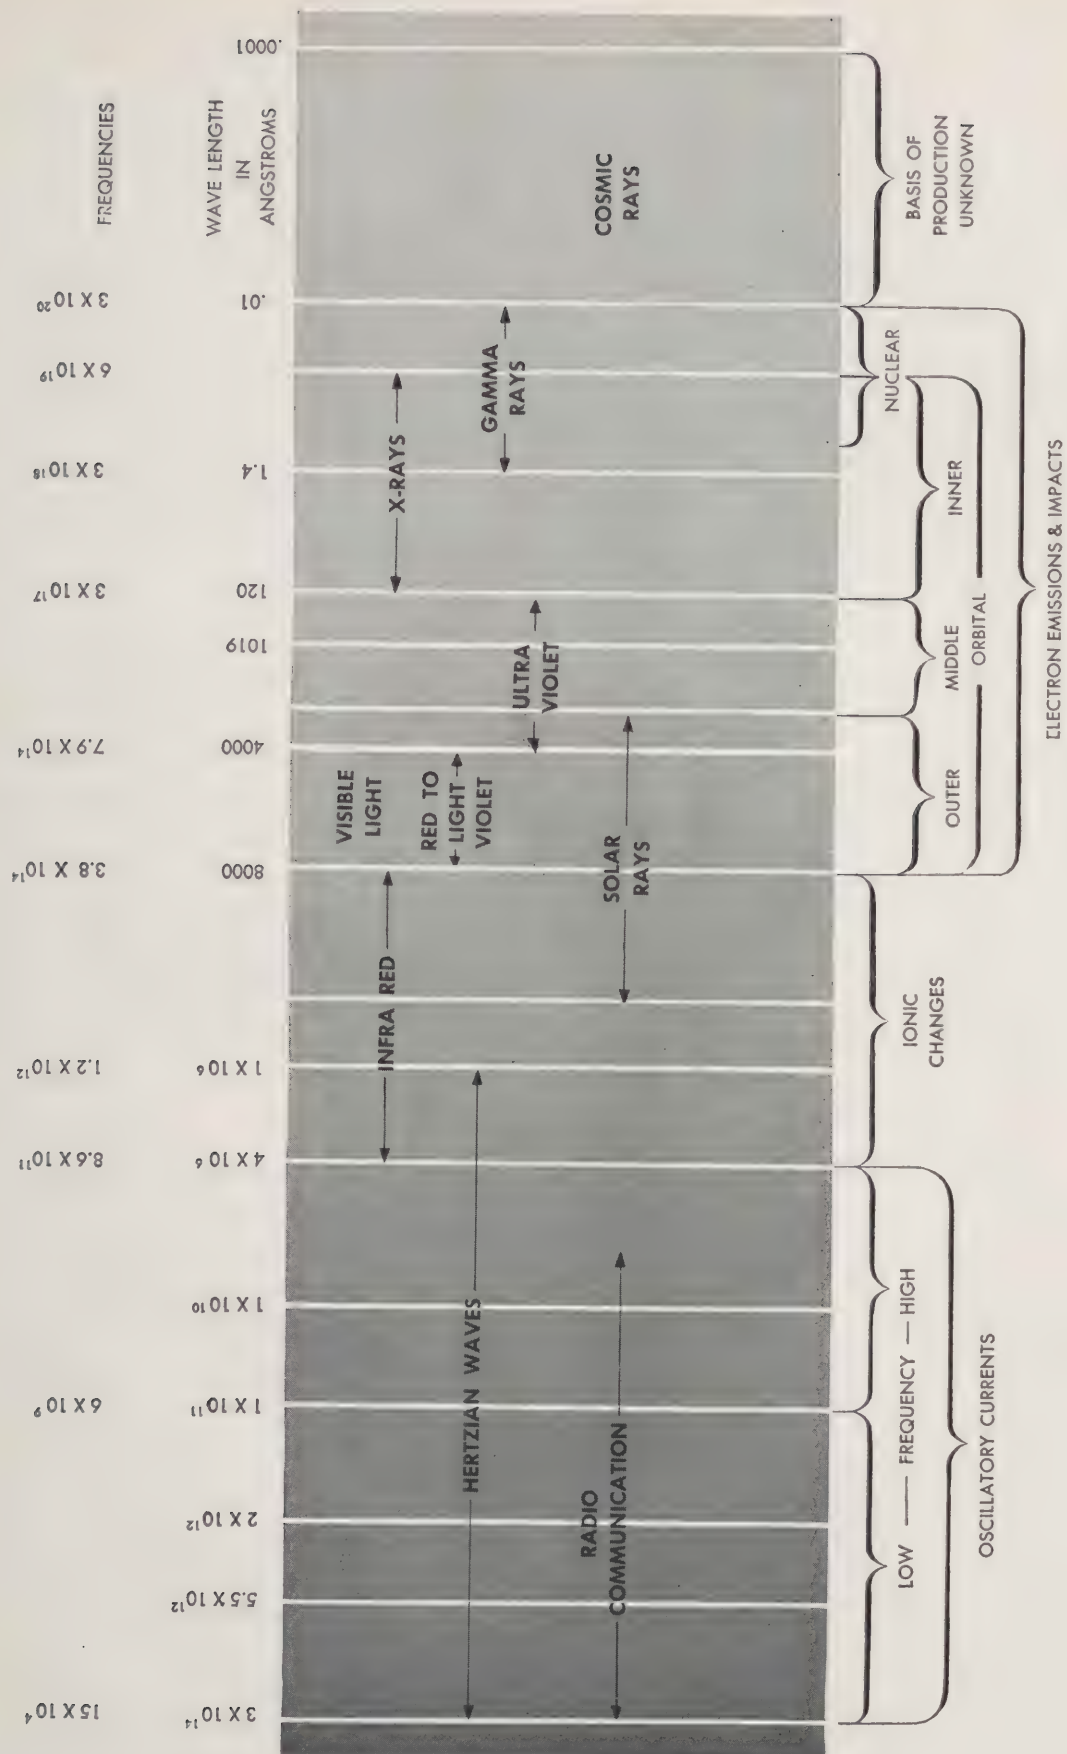 15 X 10⁴
6 X 10⁹
8.6 X 10¹¹
1.2 X 10¹²
3.8 X 10¹⁴
7.9 X 10¹⁴
3 X 10¹⁷
3 X 10¹⁸
6 X 10¹⁹
3 X 10²⁰
FREQUENCIES
3 X 10¹⁴
5.5 X 10¹²
2 X 10¹²
1 X 10¹¹
1 X 10¹⁰
4 X 10⁶
1 X 10⁶
8000
4000
1019
120
1.4
.01
.0001
WAVE LENGTH
IN
ANGSTROMS
VISIBLE
LIGHT
INFRA RED
X-RAYS
RED TO
LIGHT
VIOLET
HERTZIAN WAVES
ULTRA
VIOLET
GAMMA
RAYS
RADIO
COMMUNICATION
SOLAR
RAYS
COSMIC
RAYS
LOW
FREQUENCY
HIGH
IONIC
CHANGES
OUTER
MIDDLE
INNER
NUCLEAR
BASIS OF
PRODUCTION
UNKNOWN
ORBITAL
OSCILLATORY CURRENTS
ELECTRON EMISSIONS & IMPACTS